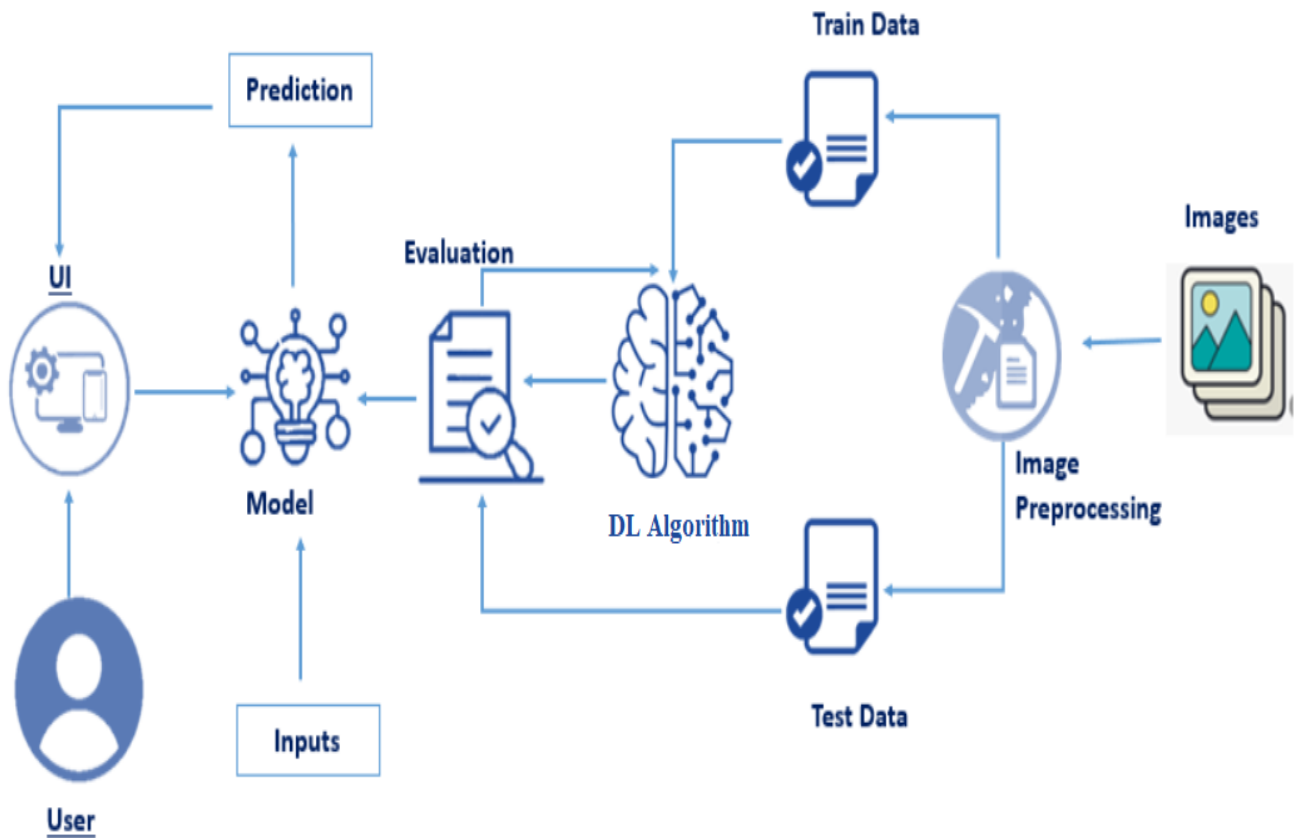 Train Data
Prediction
Images
Evaluation
UI
Image
Preprocessing
Model
DL Algorithm
Test Data
Inputs
User